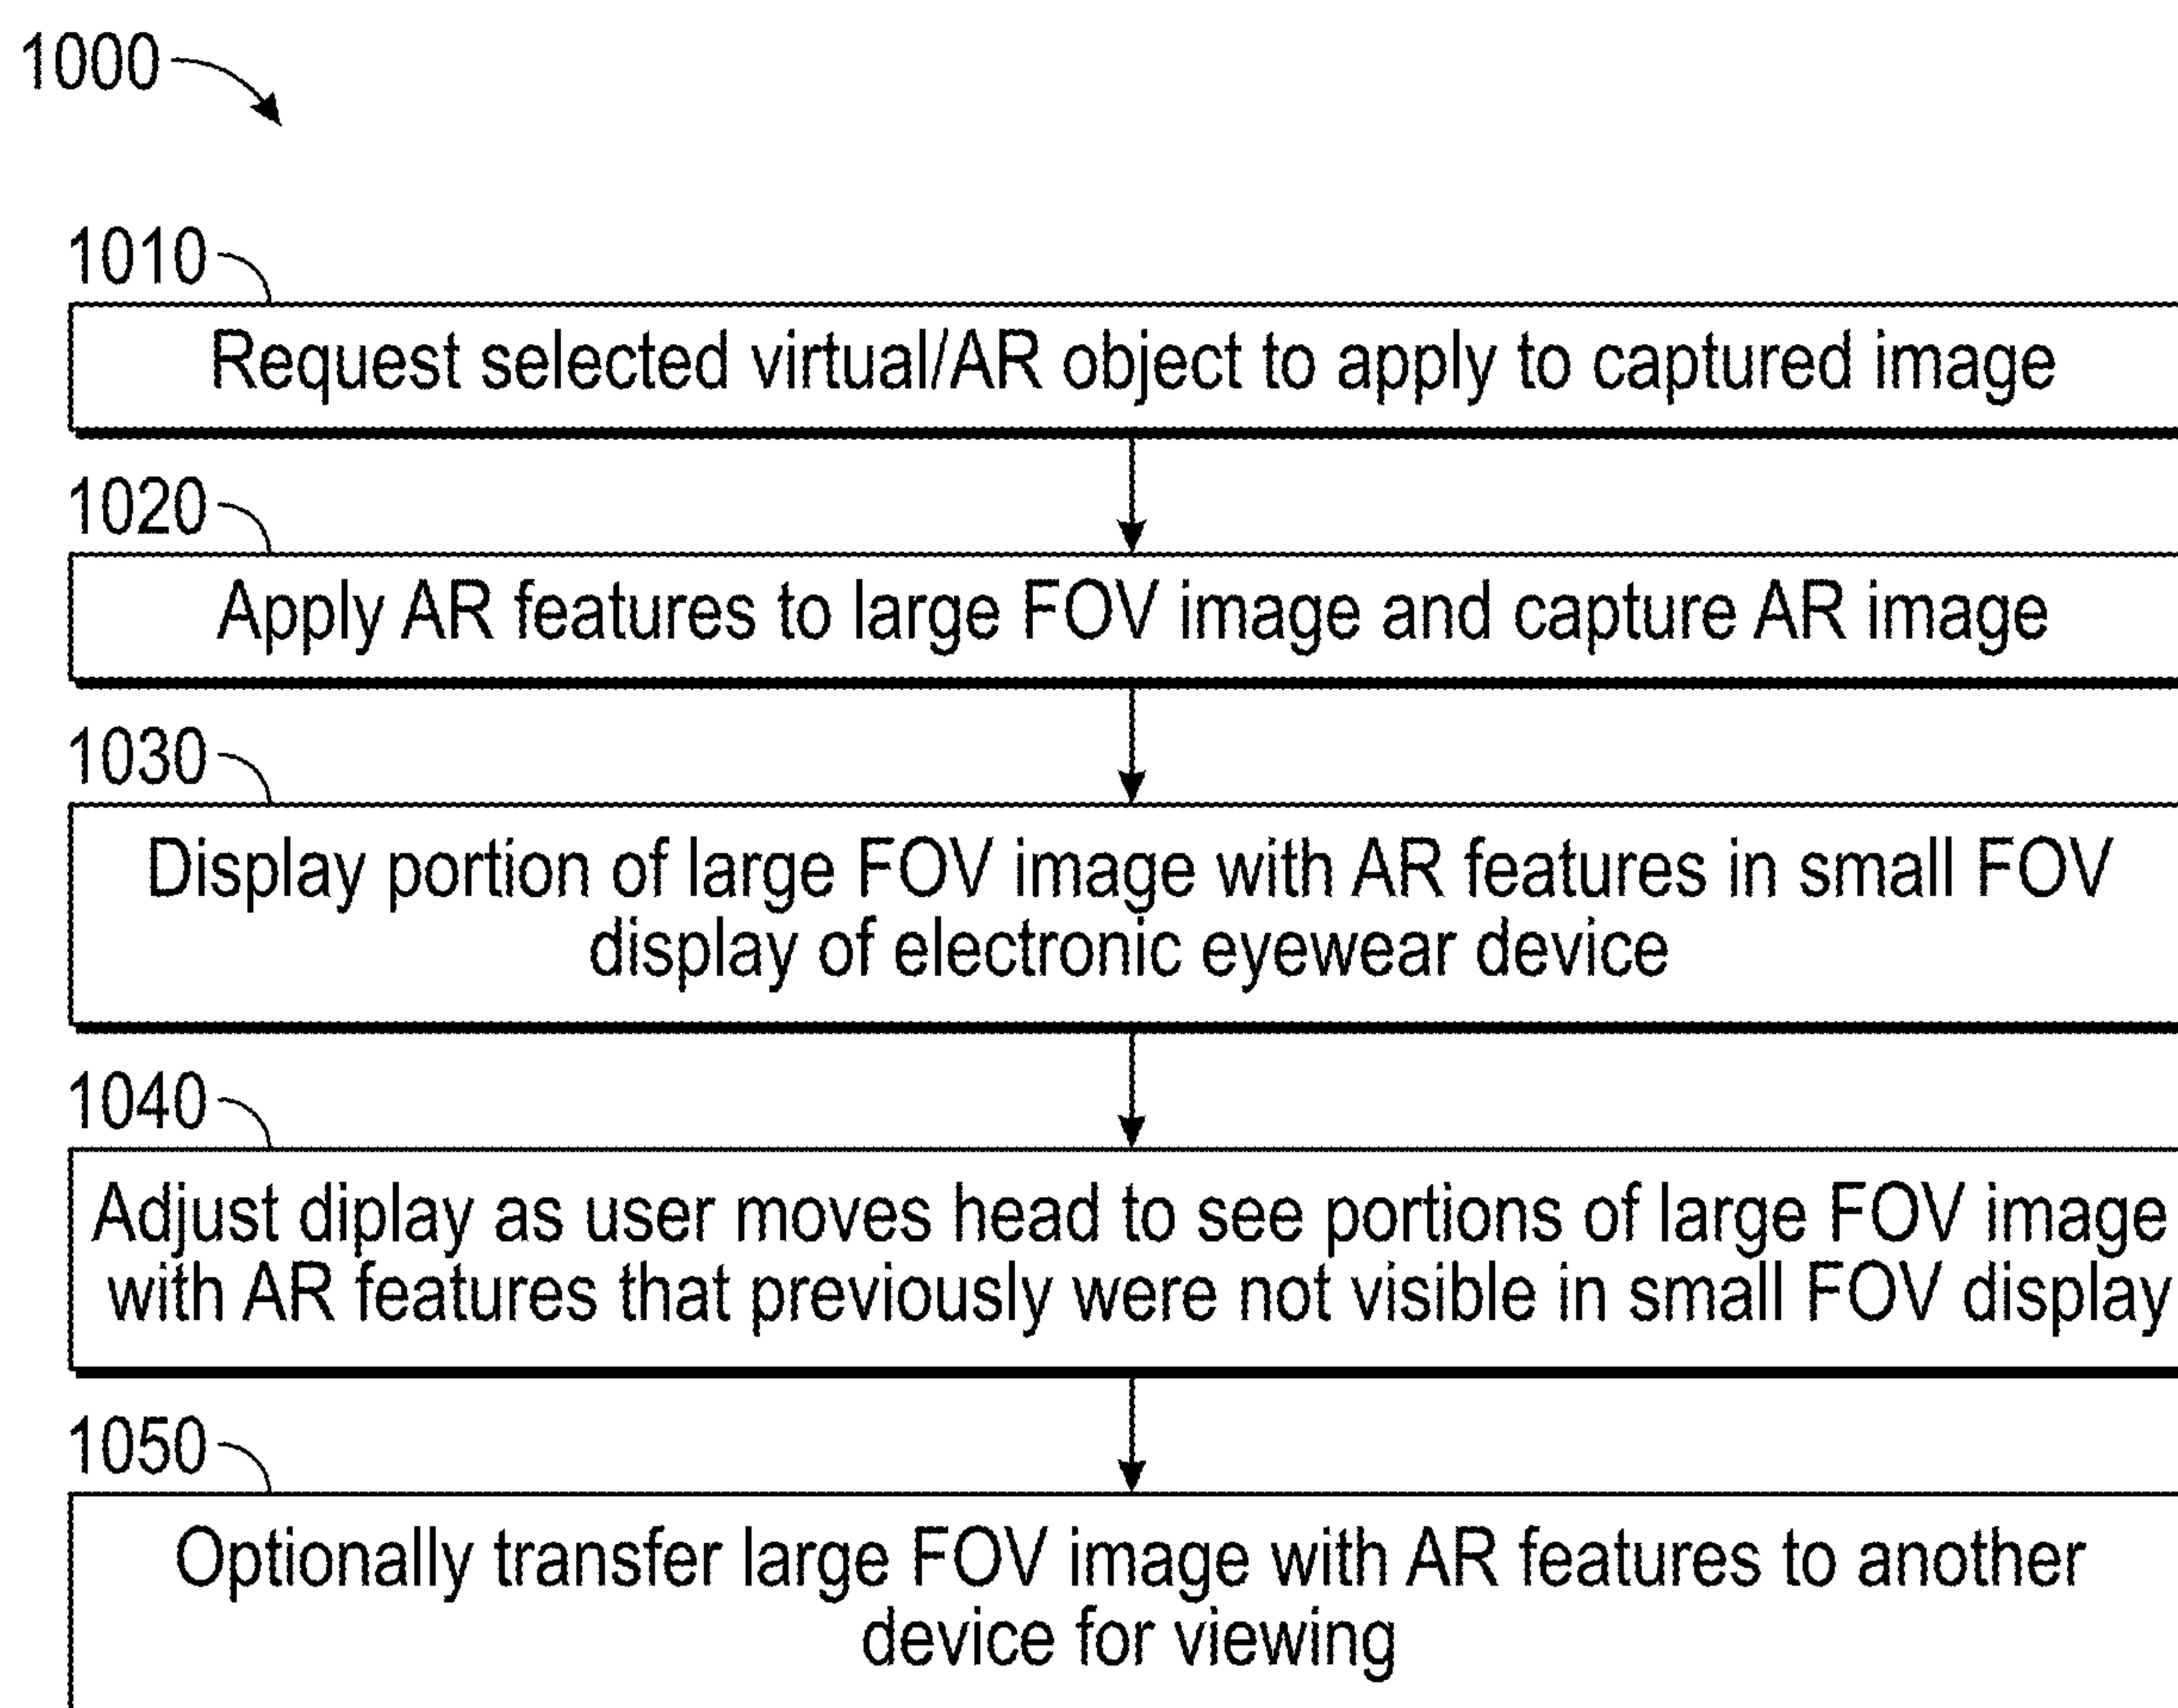 1000
1010
Request selected virtual/AR object to apply to captured image
1020
Apply AR features to large FOV image and capture AR image
1030
Display portion of large FOV image with AR features in small FOV
display of electronic eyewear device
1040
Adjust diplay as user moves head to see portions of large FOV image
with AR features that previously were not visible in small FOV display
1050
Optionally transfer large FOV image with AR features to another
device for viewing